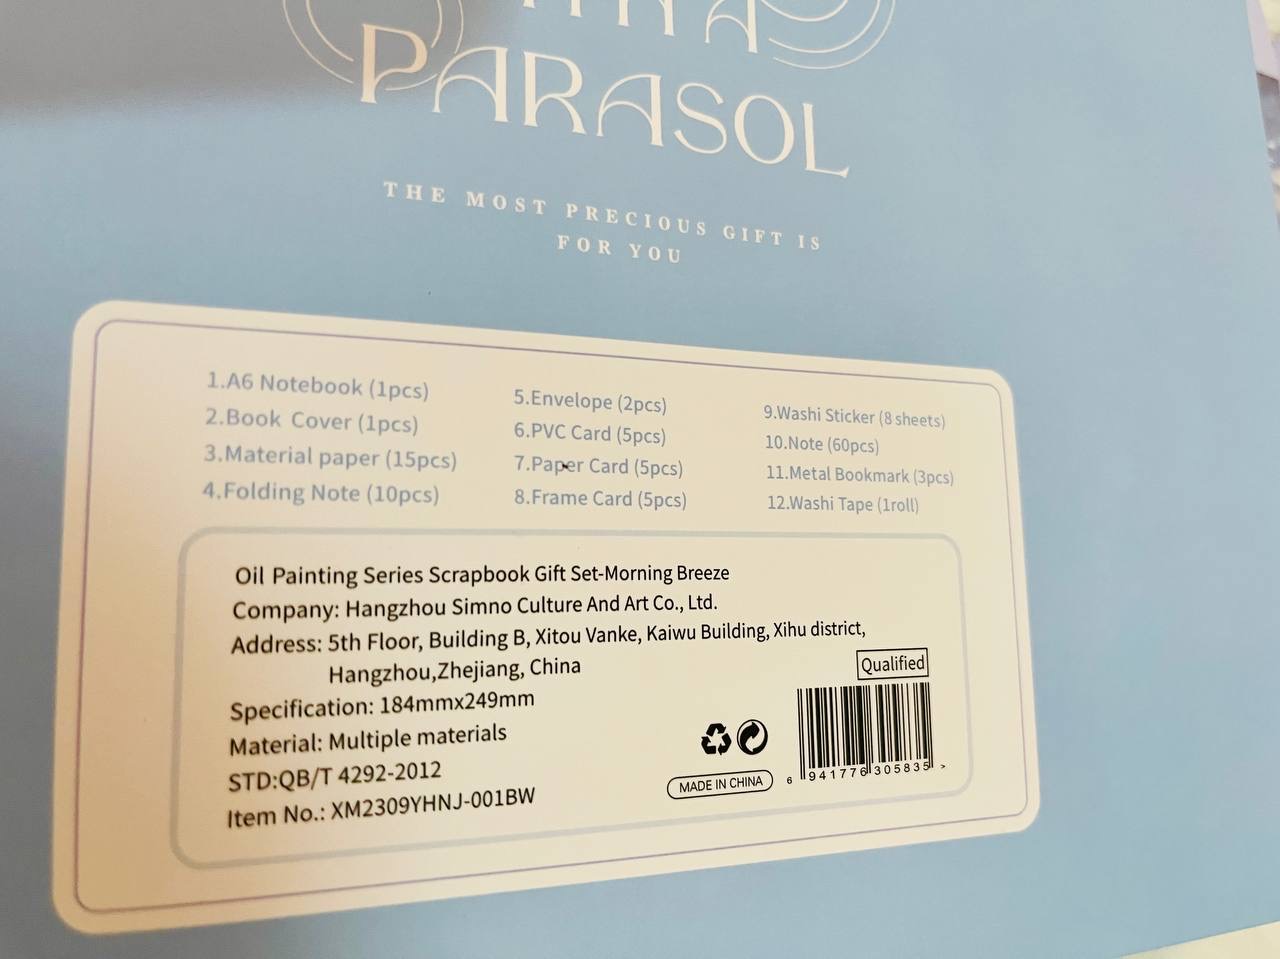 PARASOL
THE MOST PRECIOUS GIFT IS
FOR YOU
1.A6 Notebook (1pcs)
2.Book Cover (1pcs)
3.Material paper (15pcs)
4.Folding Note (10pcs)
5.Envelope (2pcs)
6.PVC Card (5pcs)
7.Paper Card (5pcs)
8.Frame Card (5pcs)
9.Washi Sticker (8 sheets)
10.Note (60pcs)
11.Metal Bookmark (3pcs)
12.Washi Tape (1roll)
Oil Painting Series Scrapbook Gift Set-Morning Breeze
Company: Hangzhou Simno Culture And Art Co., Ltd.
Address: 5th Floor, Building B, Xitou Vanke, Kaiwu Building, Xihu district,
Hangzhou,Zhejiang, China
Specification: 184mmx249mm
Material: Multiple materials
STD:QB/T 4292-2012
Item No.: XM2309YHNJ-001BW
Qualified
MADE IN CHINA
6 941776 305835 >